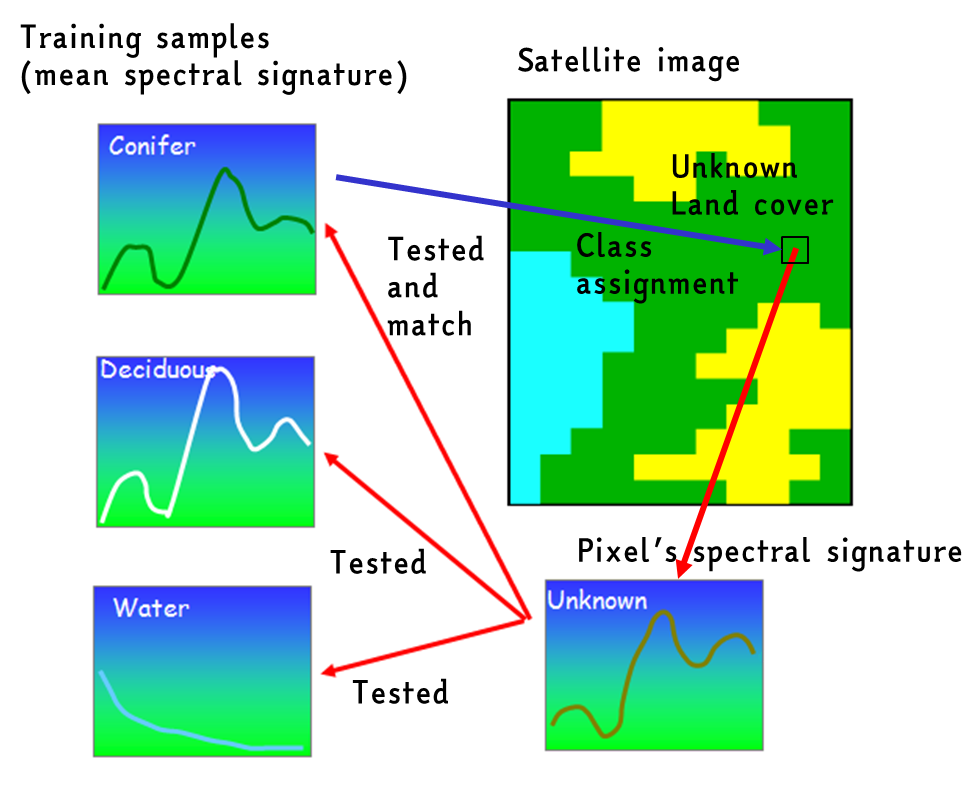 Training samples
(mean spectral signature)
Satellite image
Conifer
Unknown
Land cover
Tested
and
match
Class
assignment
Deciduous
Tested
Pixel's spectral signature
Water
Unknown
Tested